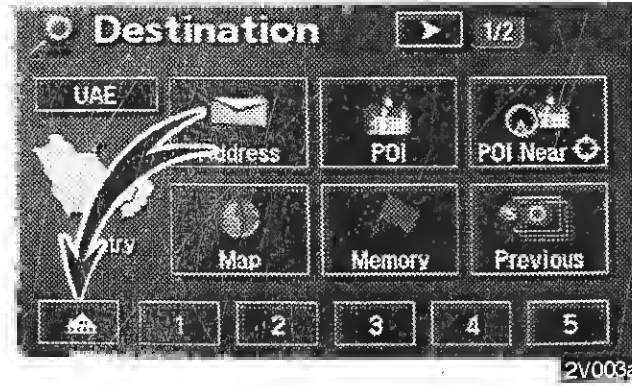 Destination 1/2
UAE
Address POI POI Near
Map Memory Previous
1 2 3 4 5
2V003a